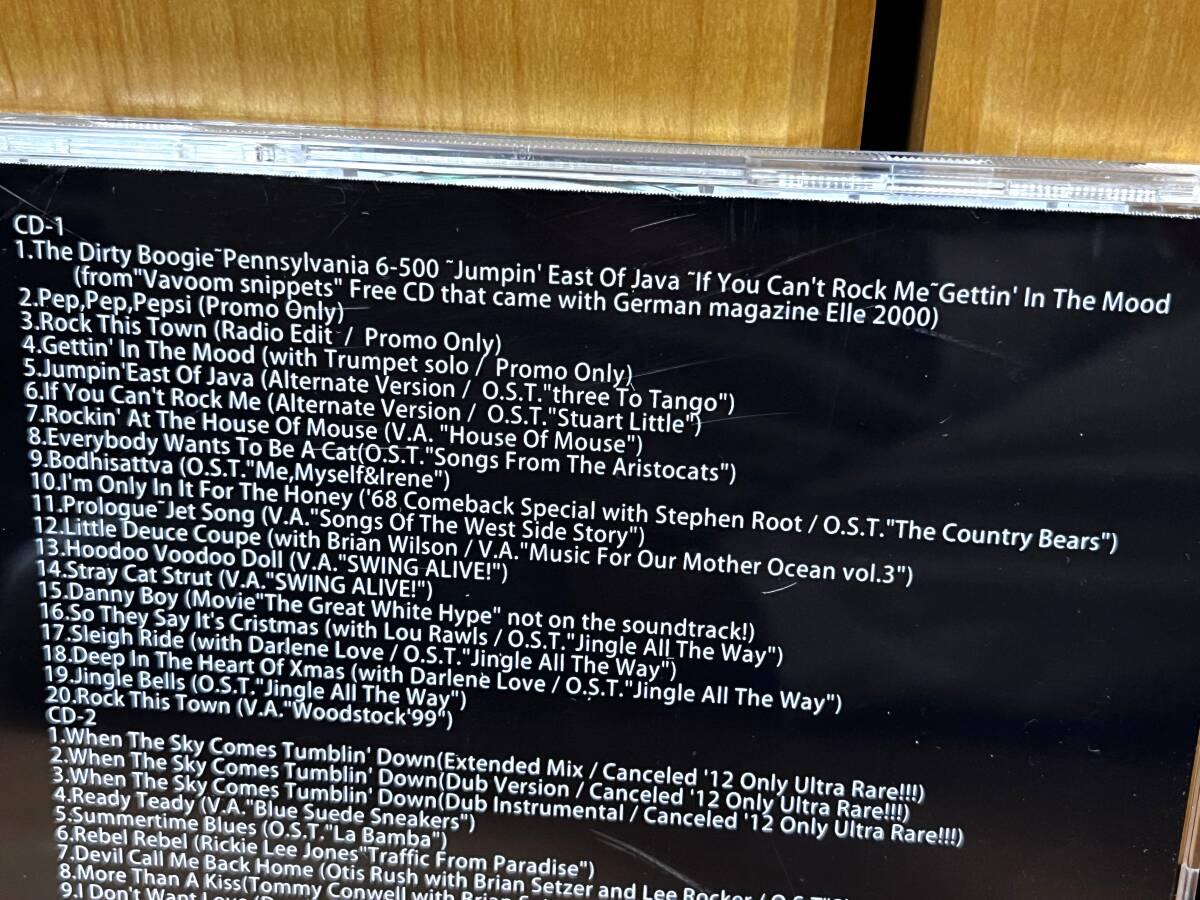 CD-1
1.The Dirty Boogie~Pennsylvania 6-500 ~Jumpin' East Of Java ~If You Can't Rock Me~Gettin' In The Mood
(from"Vavoom snippets" Free CD that came with German magazine Elle 2000)
2.Pep,Pep,Pepsi (Promo Only)
3.Rock This Town (Radio Edit / Promo Only)
4.Gettin' In The Mood (with Trumpet solo / Promo Only)
5.Jumpin'East Of Java (Alternate Version / O.S.T."three To Tango")
6.If You Can't Rock Me (Alternate Version / O.S.T."Stuart Little")
7.Rockin' At The House Of Mouse (V.A. "House Of Mouse")
8.Everybody Wants To Be A Cat(O.S.T."Songs From The Aristocats")
9.Bodhisattva (O.S.T."Me,Myself&Irene")
10.I'm Only In It For The Honey ('68 Comeback Special with Stephen Root / O.S.T."The Country Bears")
11.Prologue~Jet Song (V.A."Songs Of The West Side Story")
12.Little Deuce Coupe (with Brian Wilson / V.A."Music For Our Mother Ocean vol.3")
13.Hoodoo Voodoo Doll (V.A."SWING ALIVE!")
14.Stray Cat Strut (V.A."SWING ALIVE!")
15.Danny Boy (Movie"The Great White Hype" not on the soundtrack!)
16.So They Say It's Cristmas (with Lou Rawls / O.S.T."Jingle All The Way")
17.Sleigh Ride (with Darlene Love / O.S.T."Jingle All The Way")
18.Deep In The Heart Of Xmas (with Darlene Love / O.S.T."Jingle All The Way")
19.Jingle Bells (O.S.T."Jingle All The Way")
20.Rock This Town (V.A."Woodstock'99")
CD-2
1.When The Sky Comes Tumblin' Down(Extended Mix / Canceled '12 Only Ultra Rare!!!)
2.When The Sky Comes Tumblin' Down(Dub Version / Canceled '12 Only Ultra Rare!!!)
3.When The Sky Comes Tumblin' Down(Dub Instrumental / Canceled '12 Only Ultra Rare!!!)
4.Ready Teady (V.A."Blue Suede Sneakers")
5.Summertime Blues (O.S.T."La Bamba")
6.Rebel Rebel (Rickie Lee Jones"Traffic From Paradise")
7.Devil Call Me Back Home (Otis Rush with Brian Setzer and Lee Rocker /
8.More Than A Kiss(Tommy Conwell with Brian
9.I Don't Want Love